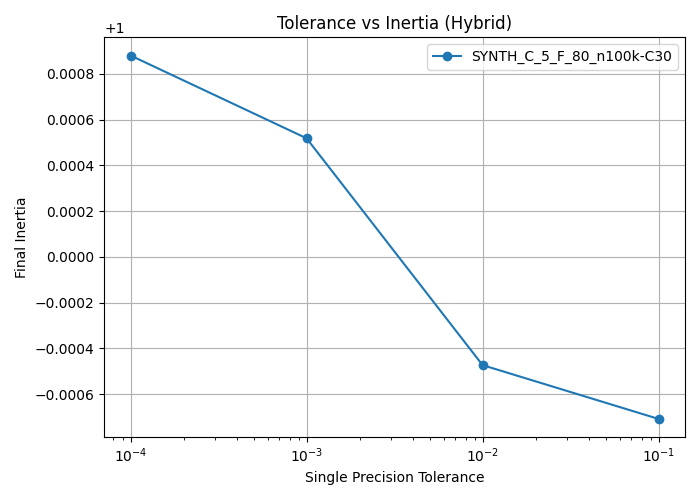 Tolerance vs Inertia (Hybrid)
+1
SYNTH_C_5_F_80_n100k-C30
0.0008
0.0006
0.0004
0.0002
0.0000
−0.0002
−0.0004
−0.0006
Final Inertia
10⁻⁴ 10⁻³ 10⁻² 10⁻¹
Single Precision Tolerance